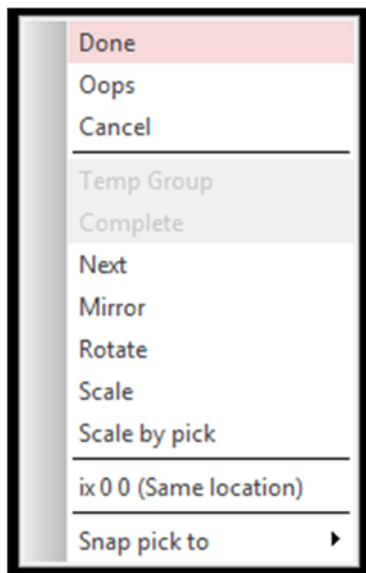 Done
Oops
Cancel
Temp Group
Complete
Next
Mirror
Rotate
Scale
Scale by pick
ix 0 0 (Same location)
Snap pick to